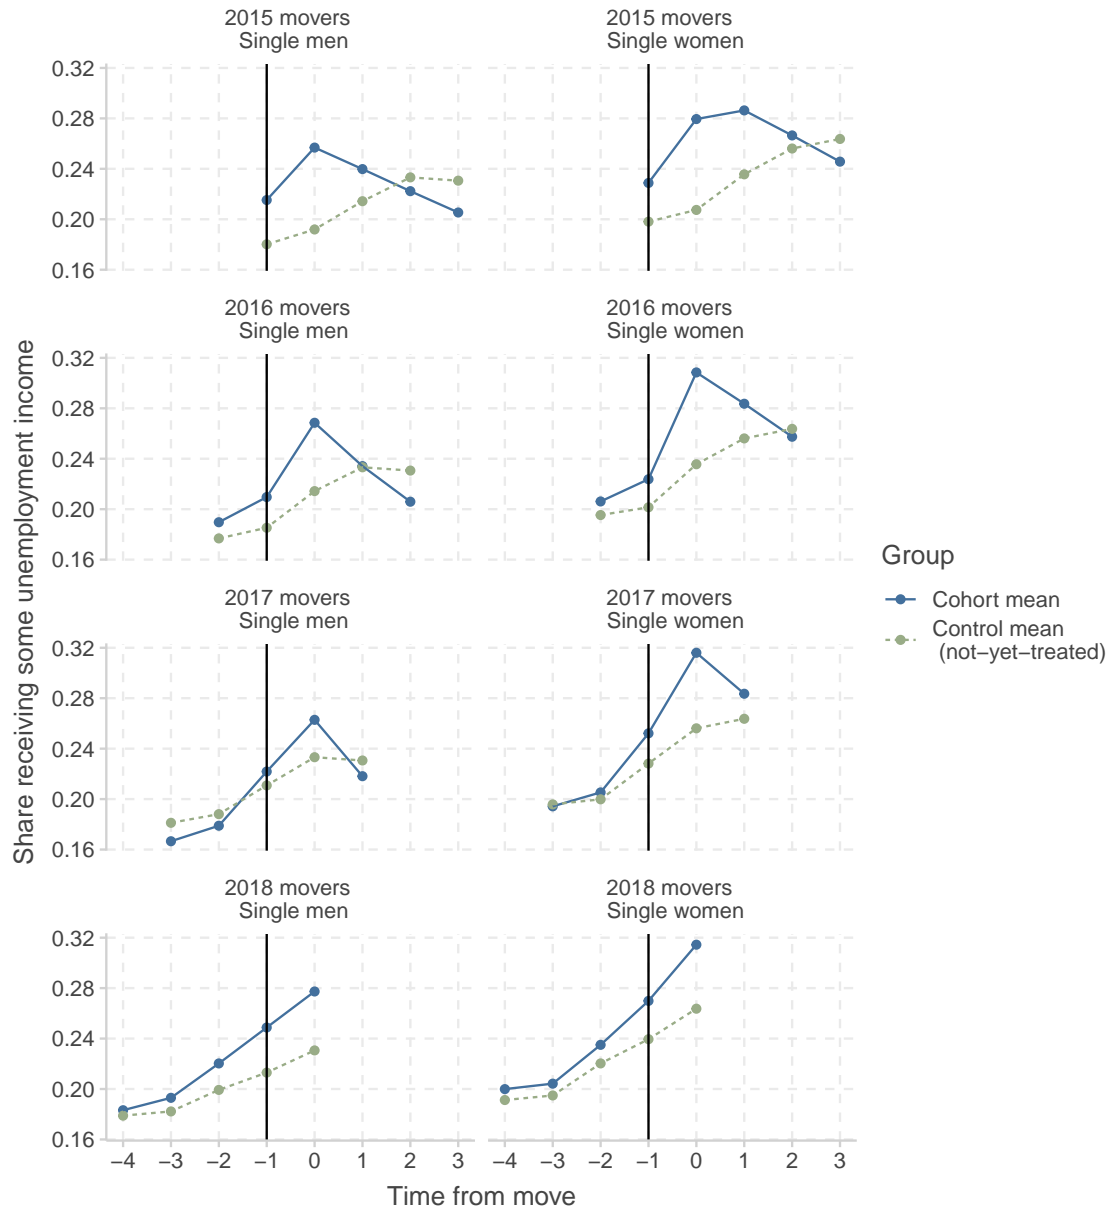 2015 movers
Single men
2015 movers
Single women
0.32
0.28
0.24
0.20
0.16
2016 movers
Single men
2016 movers
Single women
0.32
0.28
0.24
0.20
0.16
2017 movers
Single men
2017 movers
Single women
0.32
0.28
0.24
0.20
0.16
2018 movers
Single men
2018 movers
Single women
0.32
0.28
0.24
0.20
0.16
−4 −3 −2 −1 0 1 2 3
−4 −3 −2 −1 0 1 2 3
Time from move
Share receiving some unemployment income
Group
Cohort mean
Control mean
(not−yet−treated)